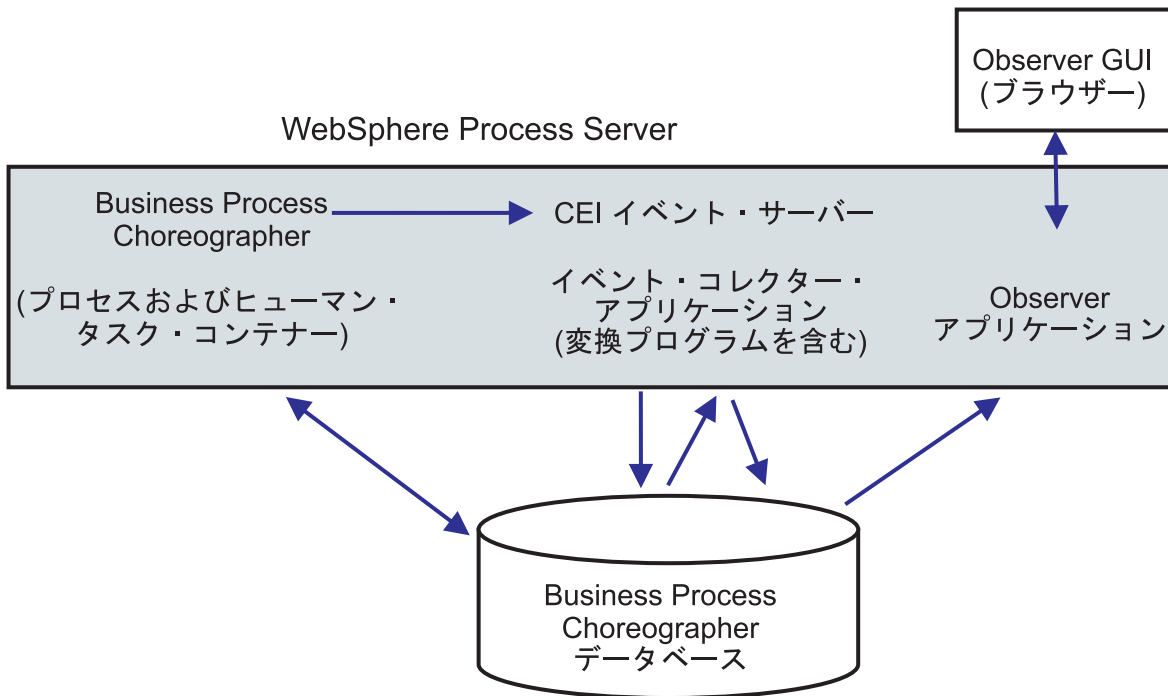 Observer GUI
(ブラウザー)
WebSphere Process Server
Business Process
Choreographer
(プロセスおよびヒューマン・
タスク・コンテナー)
CEI イベント・サーバー
イベント・コレクター・
アプリケーション
(変換プログラムを含む)
Observer
アプリケーション
Business Process
Choreographer
データベース